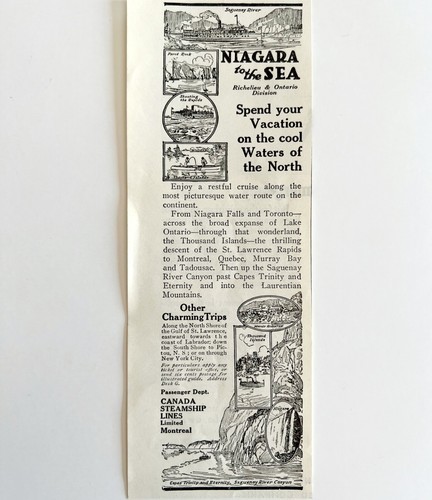 Saguenay River
NIAGARA
to the SEA
Richelieu & Ontario
Division
Percé Rock
Shooting
the Rapids
Spend your
Vacation
on the cool
Waters of
the North
Thousand Islands
Enjoy a restful cruise along the
most picturesque water route on the
continent.
From Niagara Falls and Toronto—
across the broad expanse of Lake
Ontario—through that wonderland,
the Thousand Islands—the thrilling
descent of the St. Lawrence Rapids
to Montreal, Quebec, Murray Bay
and Tadousac. Then up the Saguenay
River Canyon past Capes Trinity and
Eternity and into the Laurentian
Mountains.
Other
Charming Trips
Along the North Shore of
the Gulf of St. Lawrence,
eastward towards the
coast of Labrador: down
the South Shore to Pic-
tou, N. S; or on through
New York City.
For particulars apply any
ticket or tourist office, or
send six cents postage for
illustrated guide. Address
Desk G.
Passenger Dept.
CANADA
STEAMSHIP
LINES
Limited
Montreal
Thousand
Islands
Capes Trinity and Eternity, Saguenay River Canyon